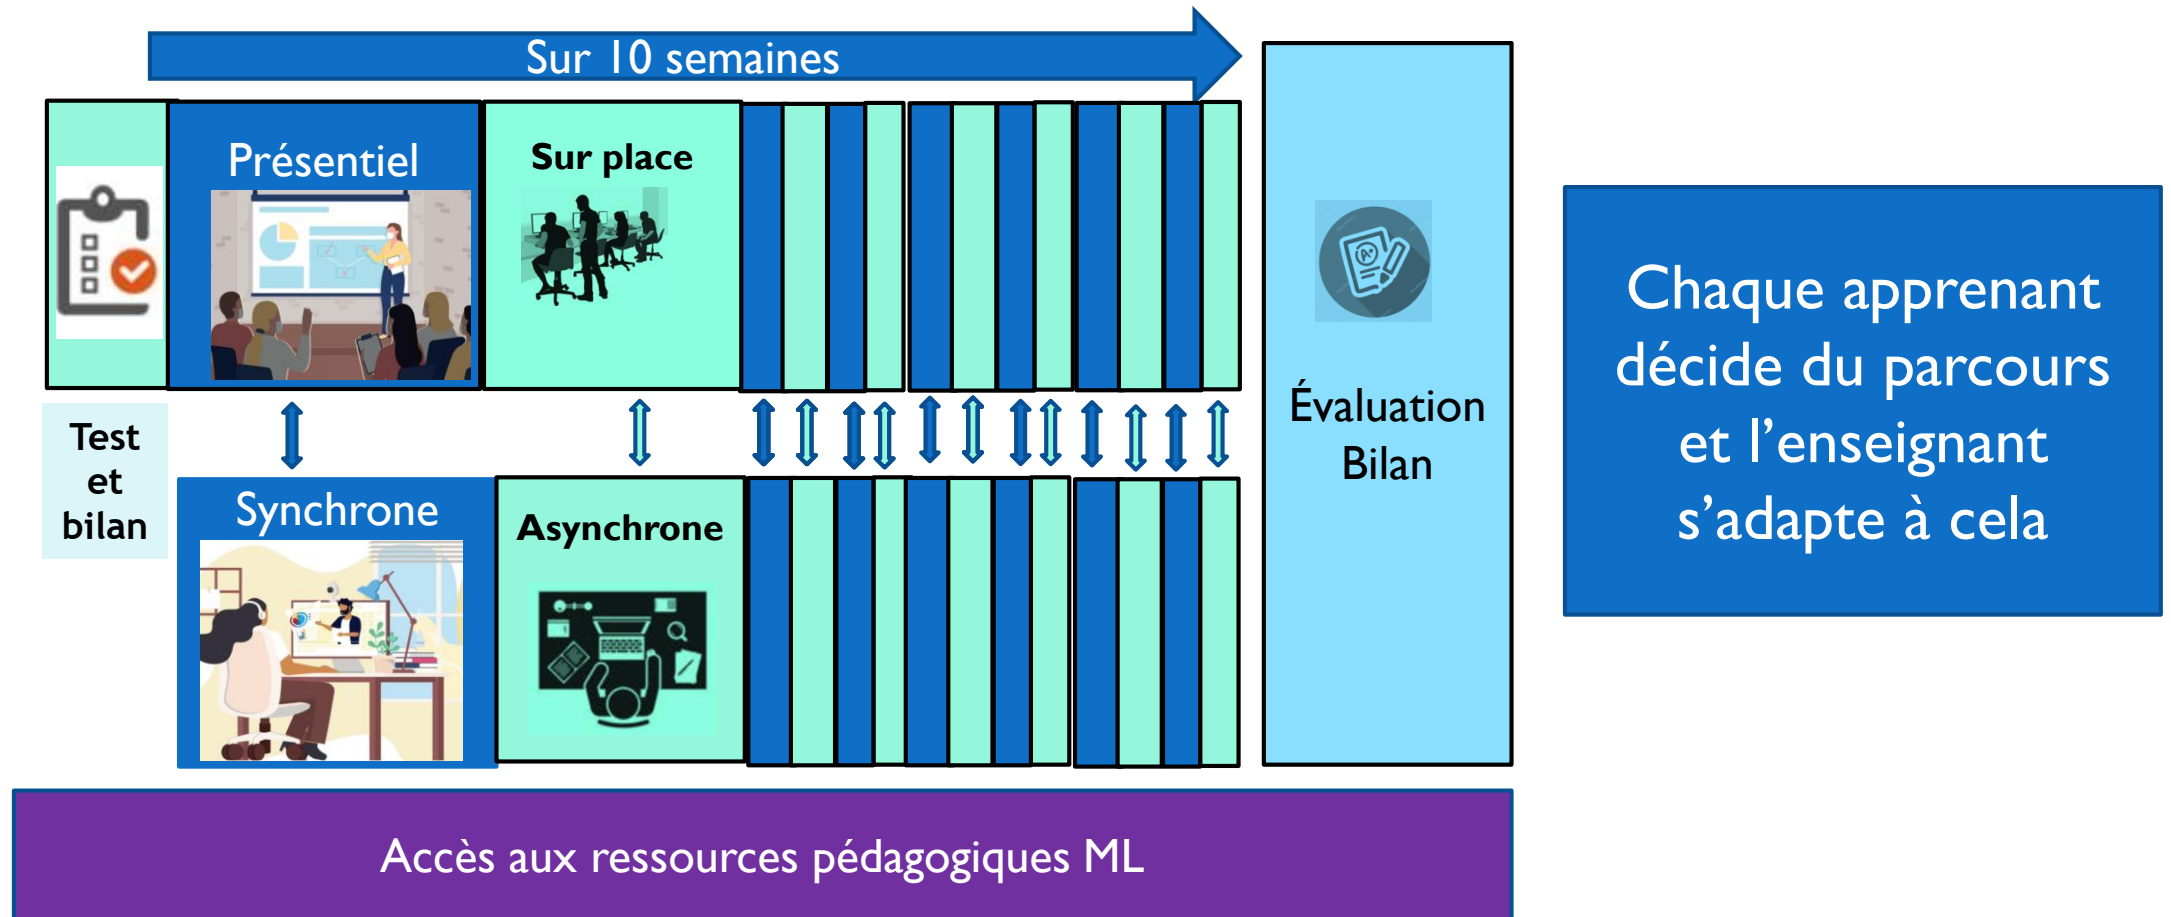 Sur 10 semaines
Présentiel
Sur place
Test
et
bilan
Synchrone
Asynchrone
A+
Évaluation
Bilan
Chaque apprenant
décide du parcours
et l’enseignant
s’adapte à cela
Accès aux ressources pédagogiques ML